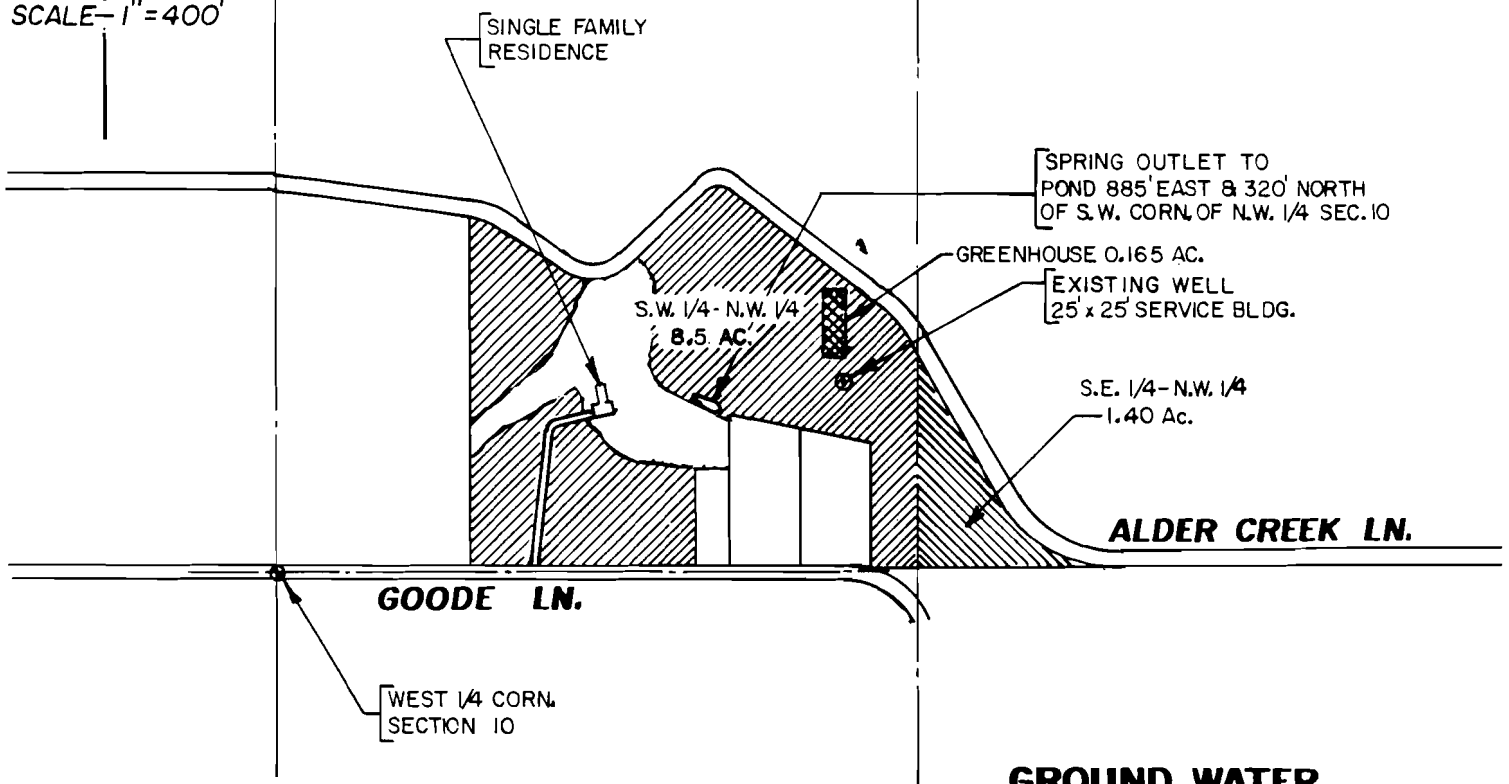 SCALE-1"=400'
SINGLE FAMILY
RESIDENCE
SPRING OUTLET TO
POND 885' EAST & 320' NORTH
OF S.W. CORN. OF N.W. 1/4 SEC. 10
GREENHOUSE 0.165 AC.
EXISTING WELL
25' x 25' SERVICE BLDG.
S.W. 1/4 - N.W. 1/4
8.5 AC.
S.E. 1/4 - N.W. 1/4
1.40 Ac.
ALDER CREEK LN.
GOODE LN.
WEST 1/4 CORN.
SECTION 10
GROUND WATER